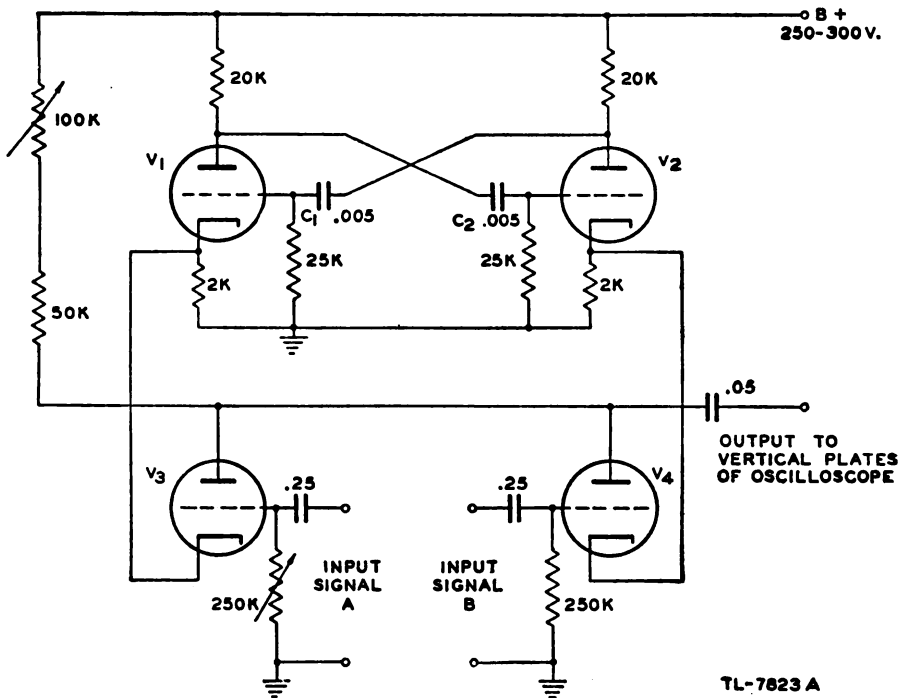 B +
250-300 V.
20K
20K
100K
V1
V2
C1 .005
C2 .005
25K
25K
2K
2K
50K
.05
OUTPUT TO
VERTICAL PLATES
OF OSCILLOSCOPE
V3
V4
.25
.25
INPUT
SIGNAL
A
INPUT
SIGNAL
B
250K
250K
TL-7823 A